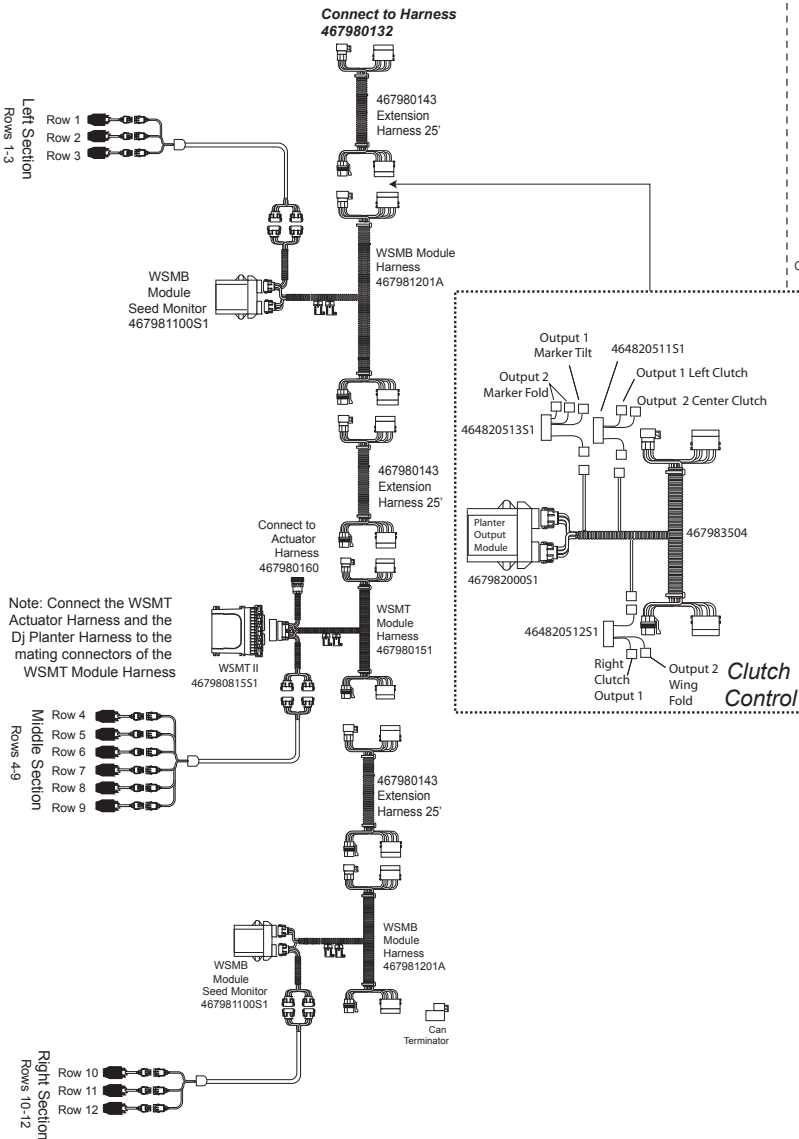 Connect to Harness
467980132
467980143
Extension
Harness 25'
Left Section
Rows 1-3
Row 1
Row 2
Row 3
WSMB Module
Harness
467981201A
WSMB
Module
Seed Monitor
467981100S1
467980143
Extension
Harness 25'
Connect to
Actuator
Harness
467980160
Note: Connect the WSMT
Actuator Harness and the
Dj Planter Harness to the
mating connectors of the
WSMT Module Harness
WSMT
Module
Harness
467980151
WSMT II
467980815S1
Middle Section
Rows 4-9
Row 4
Row 5
Row 6
Row 7
Row 8
Row 9
467980143
Extension
Harness 25'
WSMB
Module
Harness
467981201A
WSMB
Module
Seed Monitor
467981100S1
Can
Terminator
Right Section
Rows 10-12
Row 10
Row 11
Row 12
Output 1
Marker Tilt
464820511S1
Output 2
Marker Fold
Output 1 Left Clutch
Output 2 Center Clutch
464820513S1
Planter
Output
Module
467982000S1
467983504
464820512S1
Right
Clutch
Output 1
Output 2
Wing
Fold
Clutch
Control